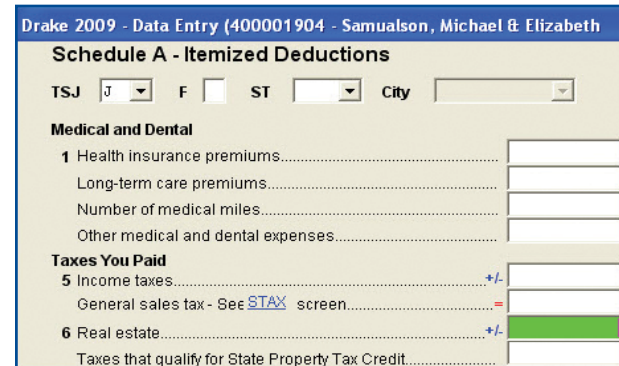 Drake 2009 - Data Entry (400001904 - Samualson, Michael & Elizabeth
Schedule A - Itemized Deductions
TSJ J F ST City
Medical and Dental
1 Health insurance premiums
Long-term care premiums
Number of medical miles
Other medical and dental expenses
Taxes You Paid
5 Income taxes +/-
General sales tax - See STAX screen =
6 Real estate +/-
Taxes that qualify for State Property Tax Credit